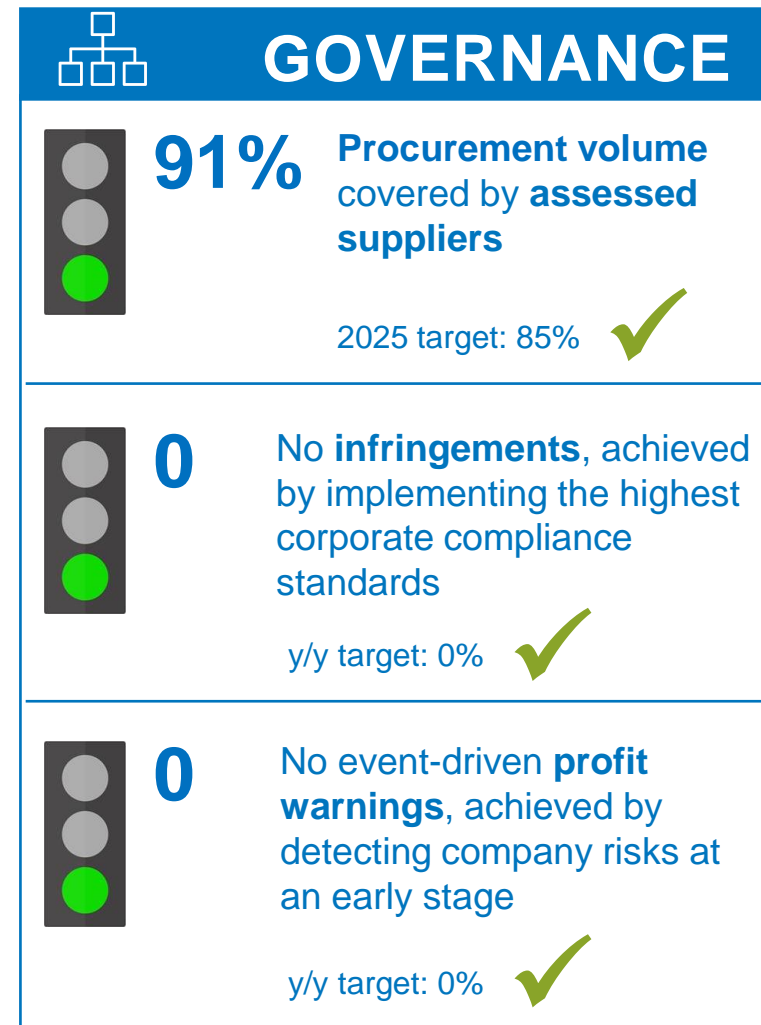 GOVERNANCE
91%
Procurement volume
covered by assessed
suppliers
2025 target: 85%
0
No infringements, achieved
by implementing the highest
corporate compliance
standards
y/y target: 0%
0
No event-driven profit
warnings, achieved by
detecting company risks at
an early stage
y/y target: 0%